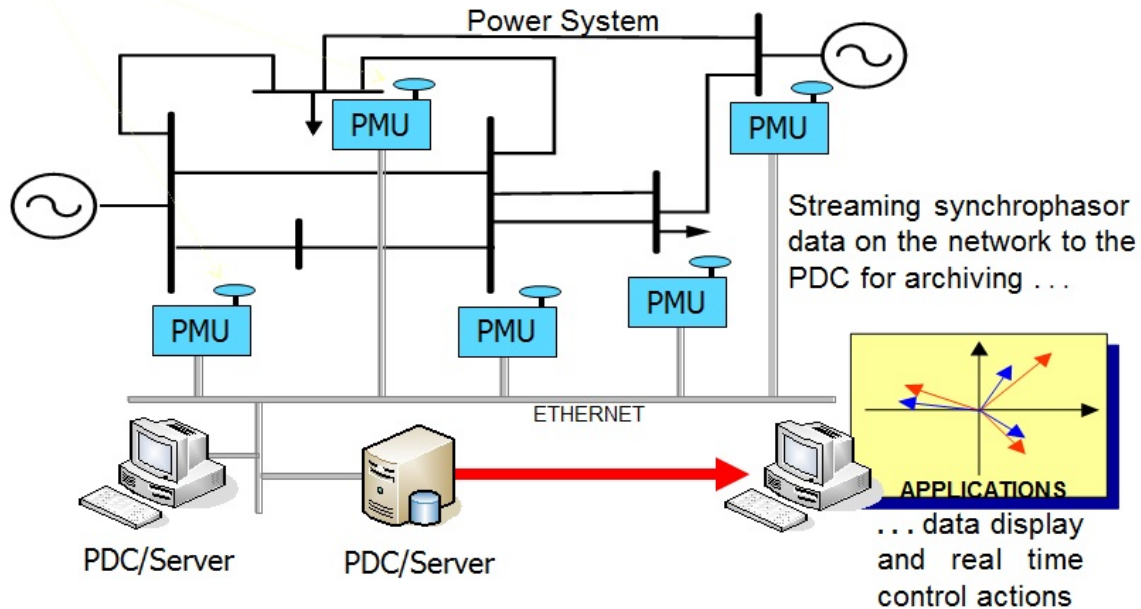 Power System
PMU
PMU
Streaming synchrophasor
data on the network to the
PDC for archiving . . .
PMU
PMU
PMU
ETHERNET
APPLICATIONS
. . . data display
and real time
control actions
PDC/Server
PDC/Server